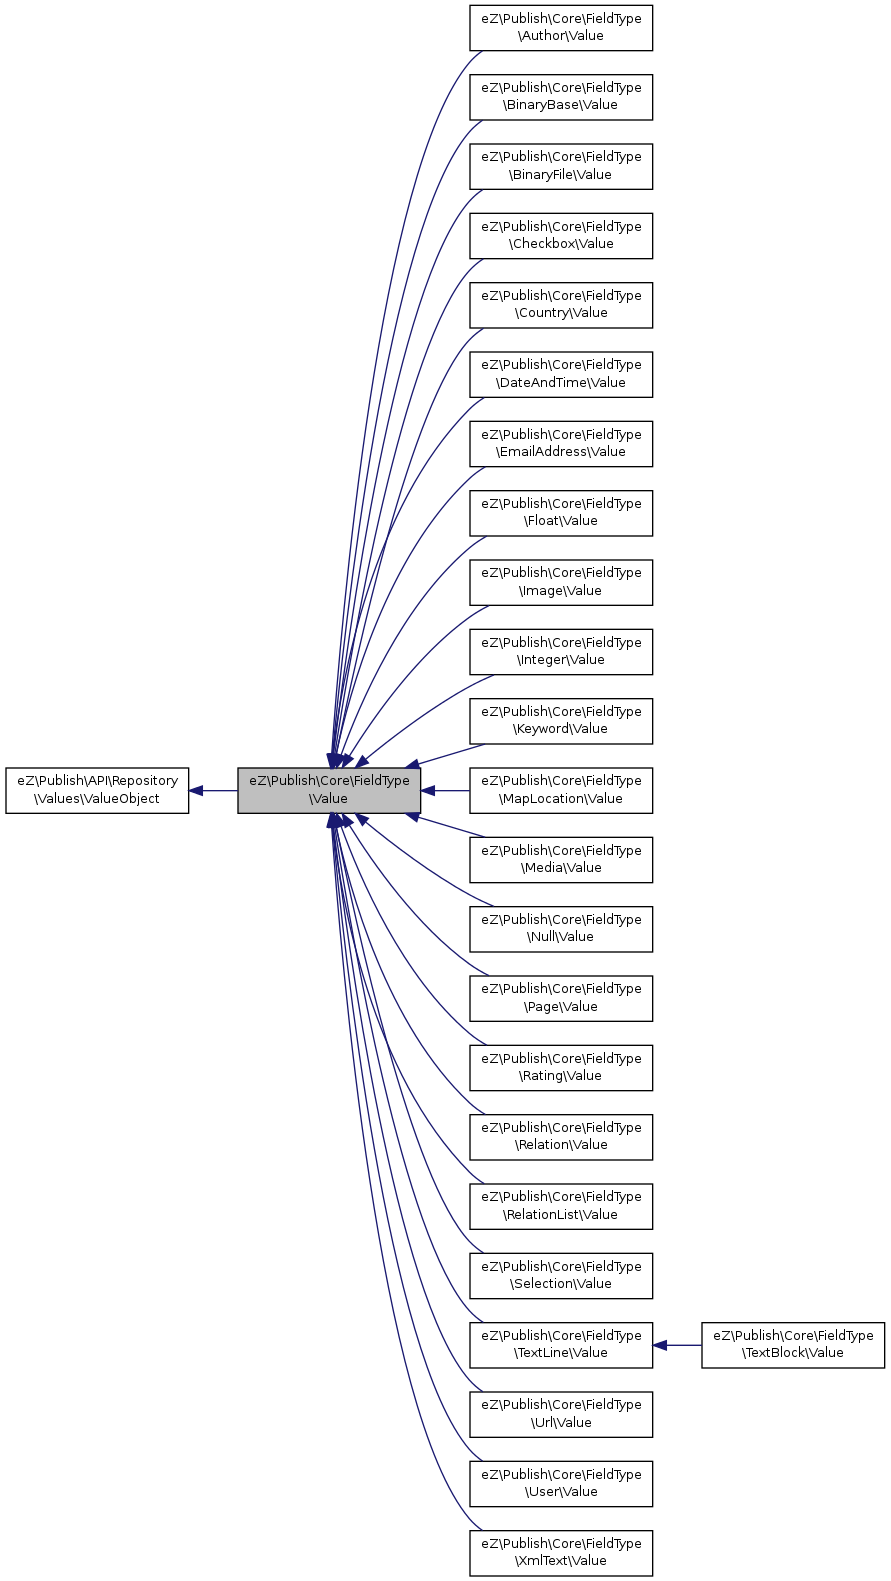 eZ\Publish\Core\FieldType
\Author\Value
eZ\Publish\Core\FieldType
\BinaryBase\Value
eZ\Publish\Core\FieldType
\BinaryFile\Value
eZ\Publish\Core\FieldType
\Checkbox\Value
eZ\Publish\Core\FieldType
\Country\Value
eZ\Publish\Core\FieldType
\DateAndTime\Value
eZ\Publish\Core\FieldType
\EmailAddress\Value
eZ\Publish\Core\FieldType
\Float\Value
eZ\Publish\Core\FieldType
\Image\Value
eZ\Publish\Core\FieldType
\Integer\Value
eZ\Publish\Core\FieldType
\Keyword\Value
eZ\Publish\API\Repository
\Values\ValueObject
eZ\Publish\Core\FieldType
\Value
eZ\Publish\Core\FieldType
\MapLocation\Value
eZ\Publish\Core\FieldType
\Media\Value
eZ\Publish\Core\FieldType
\Null\Value
eZ\Publish\Core\FieldType
\Page\Value
eZ\Publish\Core\FieldType
\Rating\Value
eZ\Publish\Core\FieldType
\Relation\Value
eZ\Publish\Core\FieldType
\RelationList\Value
eZ\Publish\Core\FieldType
\Selection\Value
eZ\Publish\Core\FieldType
\TextLine\Value
eZ\Publish\Core\FieldType
\TextBlock\Value
eZ\Publish\Core\FieldType
\Url\Value
eZ\Publish\Core\FieldType
\User\Value
eZ\Publish\Core\FieldType
\XmlText\Value